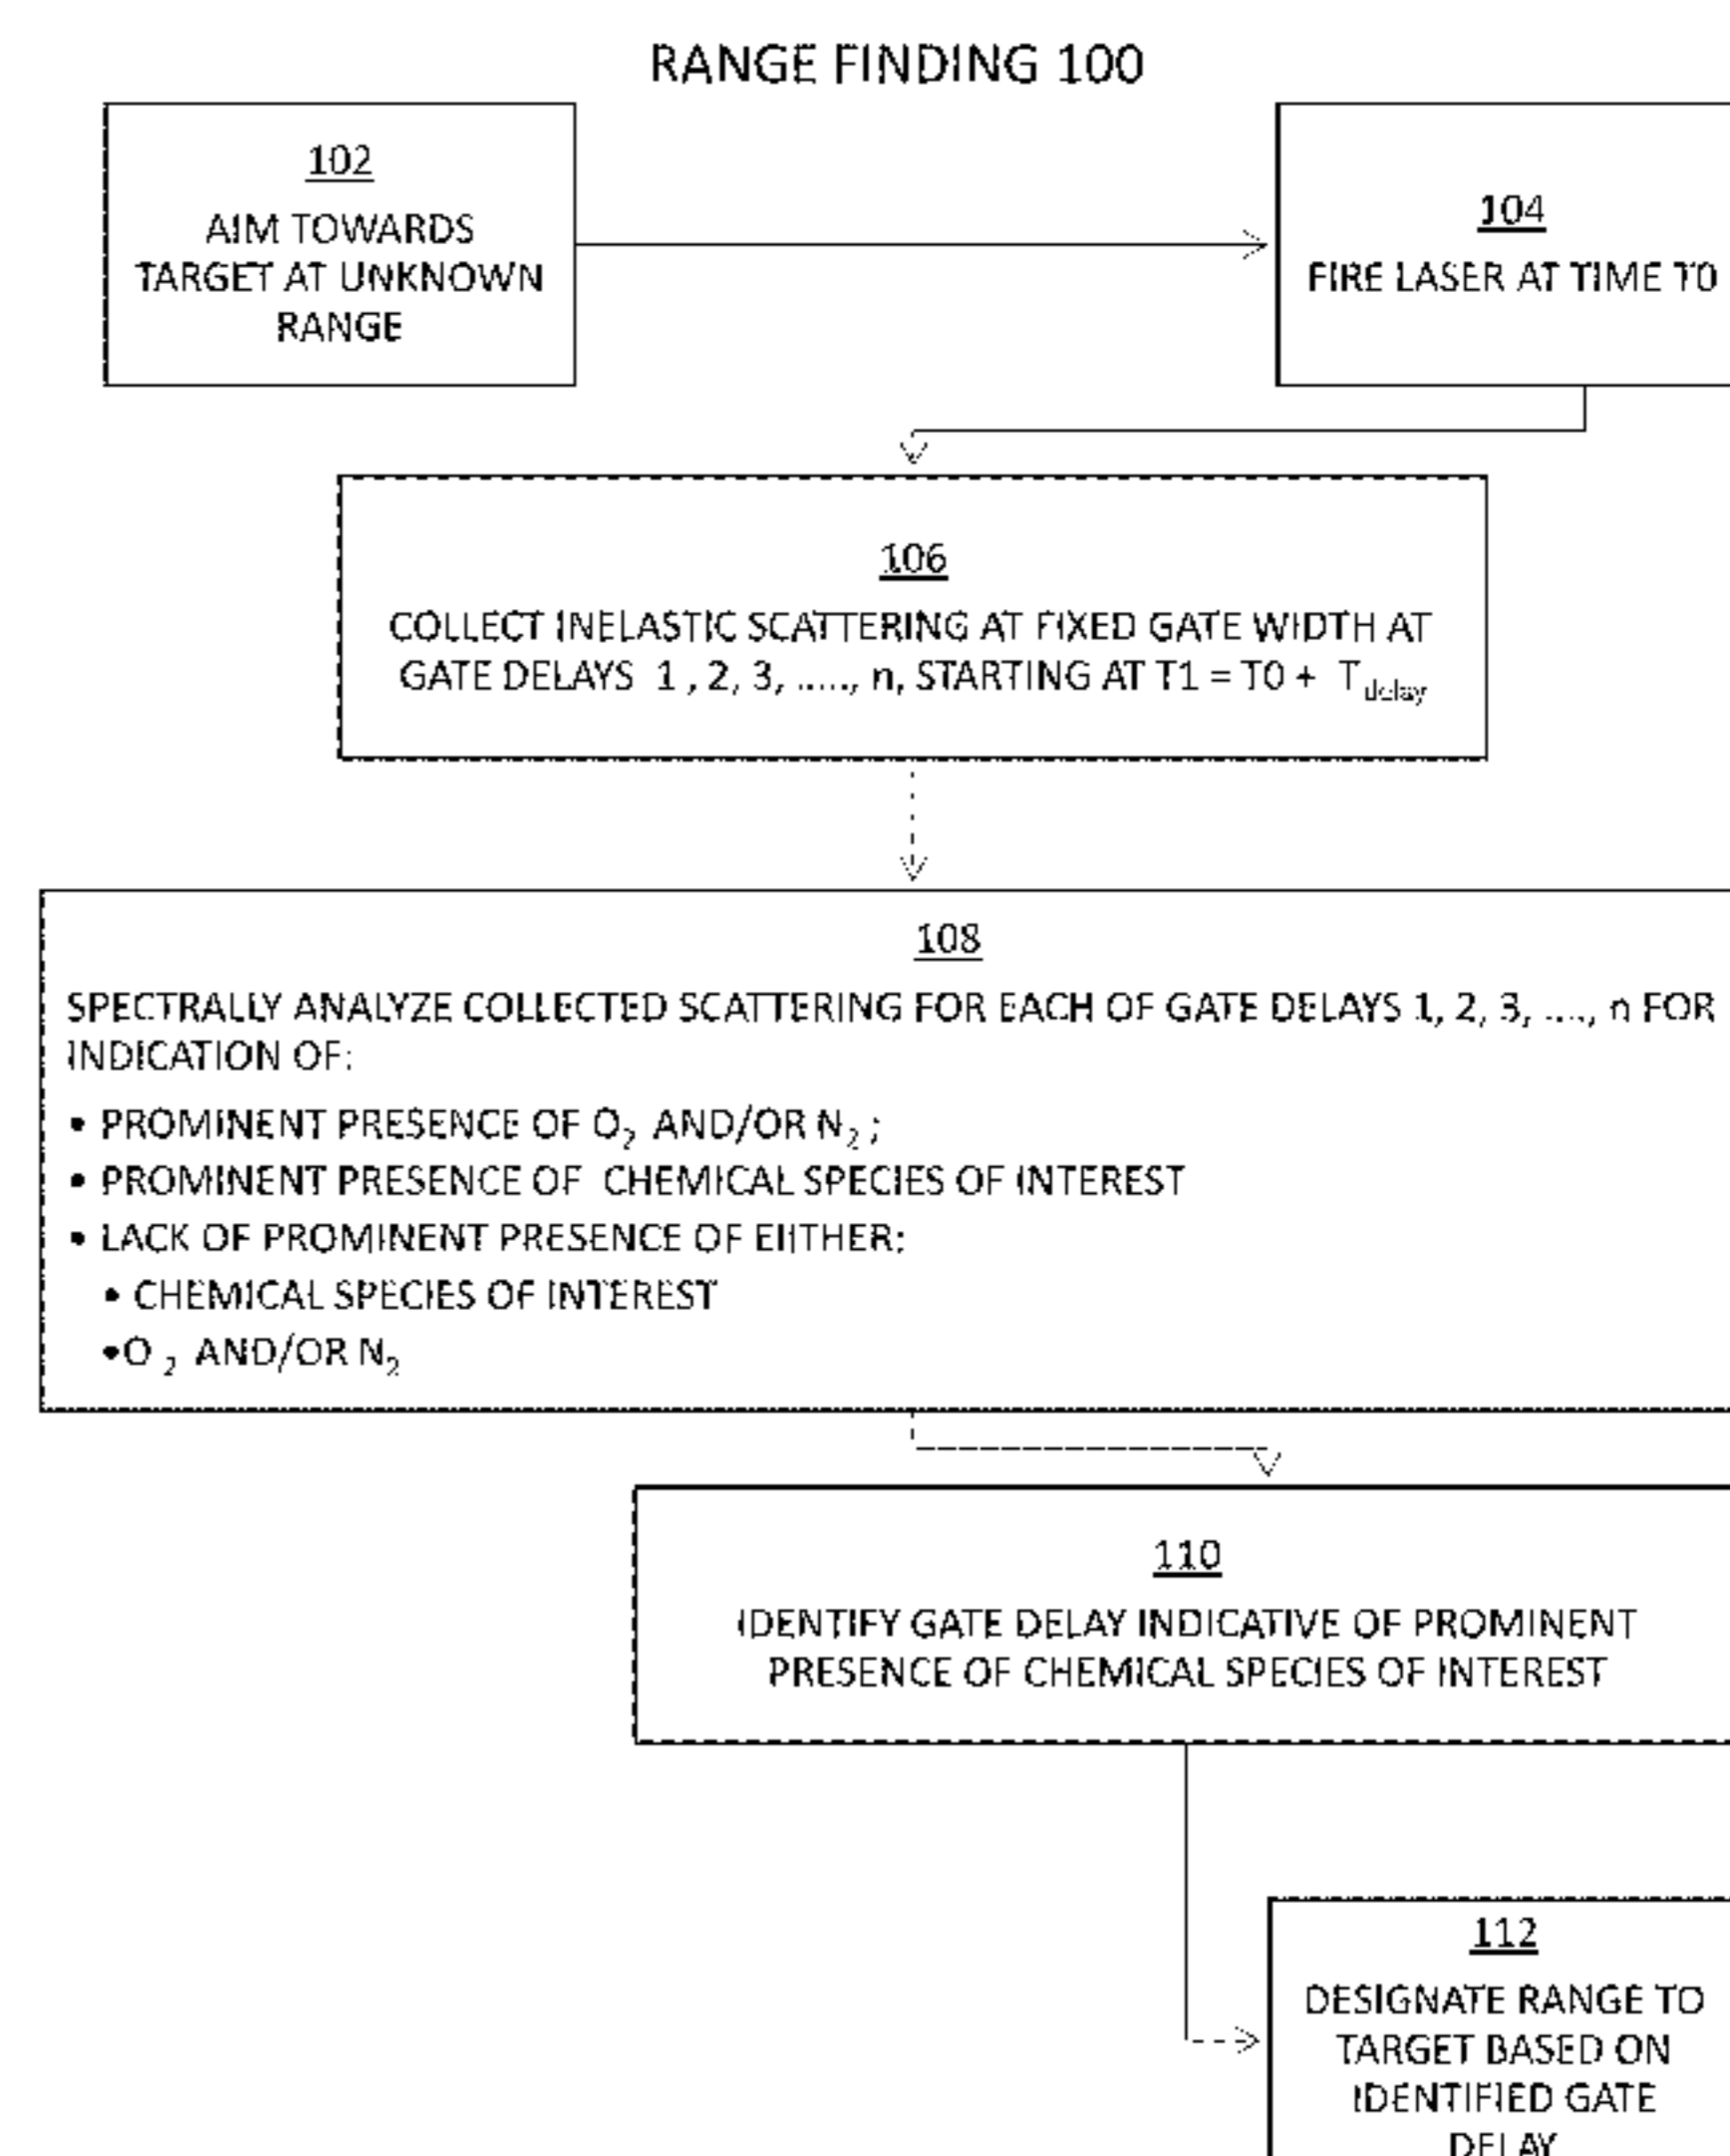 RANGE FINDING 100
102
AIM TOWARDS
TARGET AT UNKNOWN
RANGE
104
FIRE LASER AT TIME T0
106
COLLECT INELASTIC SCATTERING AT FIXED GATE WIDTH AT
GATE DELAYS 1 , 2, 3, ....., n, STARTING AT T1 = T0 + Tdelay
108
SPECTRALLY ANALYZE COLLECTED SCATTERING FOR EACH OF GATE DELAYS 1, 2, 3, ...., n FOR
INDICATION OF:
• PROMINENT PRESENCE OF O2 AND/OR N2 ;
• PROMINENT PRESENCE OF CHEMICAL SPECIES OF INTEREST
• LACK OF PROMINENT PRESENCE OF EITHER:
• CHEMICAL SPECIES OF INTEREST
•O 2 AND/OR N2
110
IDENTIFY GATE DELAY INDICATIVE OF PROMINENT
PRESENCE OF CHEMICAL SPECIES OF INTEREST
112
DESIGNATE RANGE TO
TARGET BASED ON
IDENTIFIED GATE
DELAY